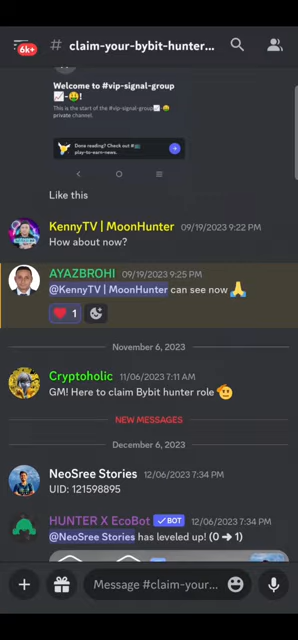 6k+
# claim-your-bybit-hunter...
Welcome to #vip-signal-group
📈-🤑!
This is the start of the #vip-signal-group📈-🤑
private channel.
Done reading? Check out #
play-to-earn-news.
Like this
KennyTV | MoonHunter 09/19/2023 9:22 PM
How about now?
AYAZBROHI 09/19/2023 9:25 PM
@KennyTV | MoonHunter can see now 🙏
❤️ 1
November 6, 2023
Cryptoholic 11/06/2023 7:11 AM
GM! Here to claim Bybit hunter role 🫡
NEW MESSAGES
December 6, 2023
NeoSree Stories 12/06/2023 7:34 PM
UID: 121598895
HUNTER X EcoBot ✓ BOT 12/06/2023 7:34 PM
@NeoSree Stories has leveled up! (0 ➔ 1)
Message #claim-your-...